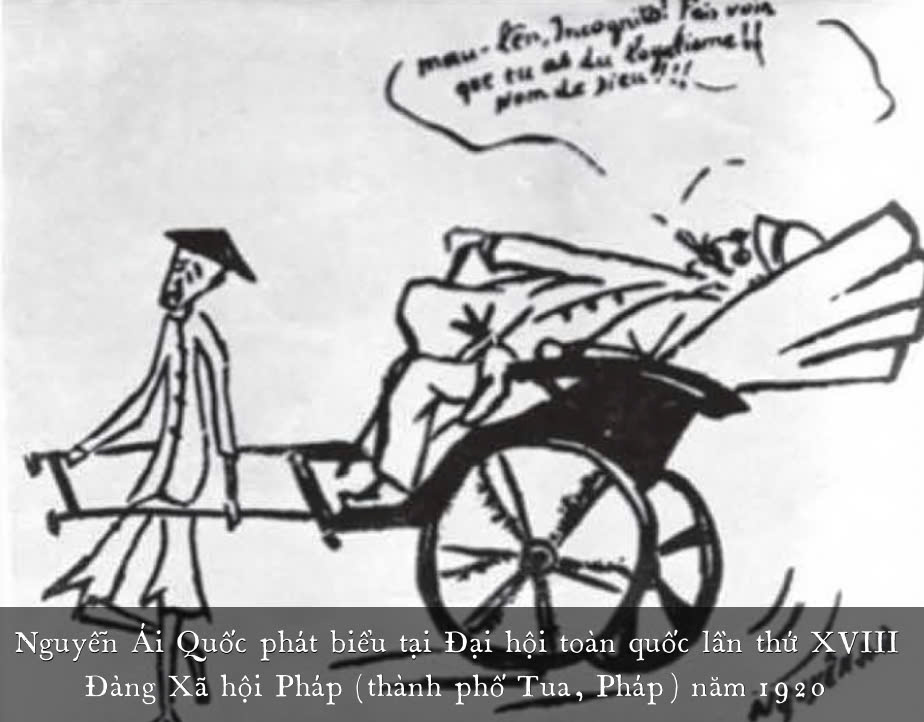 mau-lên, Incognito! Fais voir
que tu as du loyalisme!!
Nom de Dieu!!!
Nguyễn Ái Quốc phát biểu tại Đại hội toàn quốc lần thứ XVIII
Đảng Xã hội Pháp (thành phố Tua, Pháp) năm 1920